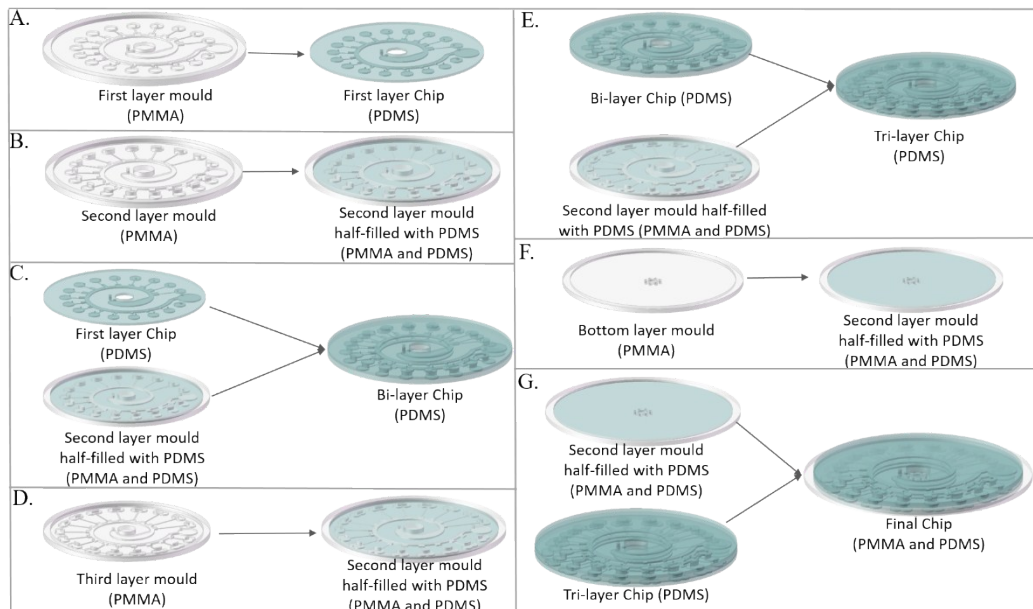 A.
First layer mould
(PMMA)
First layer Chip
(PDMS)
B.
Second layer mould
(PMMA)
Second layer mould
half-filled with PDMS
(PMMA and PDMS)
C.
First layer Chip
(PDMS)
Second layer mould
half-filled with PDMS
(PMMA and PDMS)
Bi-layer Chip
(PDMS)
D.
Third layer mould
(PMMA)
Second layer mould
half-filled with PDMS
(PMMA and PDMS)
E.
Bi-layer Chip (PDMS)
Second layer mould half-filled
with PDMS (PMMA and PDMS)
Tri-layer Chip
(PDMS)
F.
Bottom layer mould
(PMMA)
Second layer mould
half-filled with PDMS
(PMMA and PDMS)
G.
Second layer mould
half-filled with PDMS
(PMMA and PDMS)
Tri-layer Chip (PDMS)
Final Chip
(PMMA and PDMS)